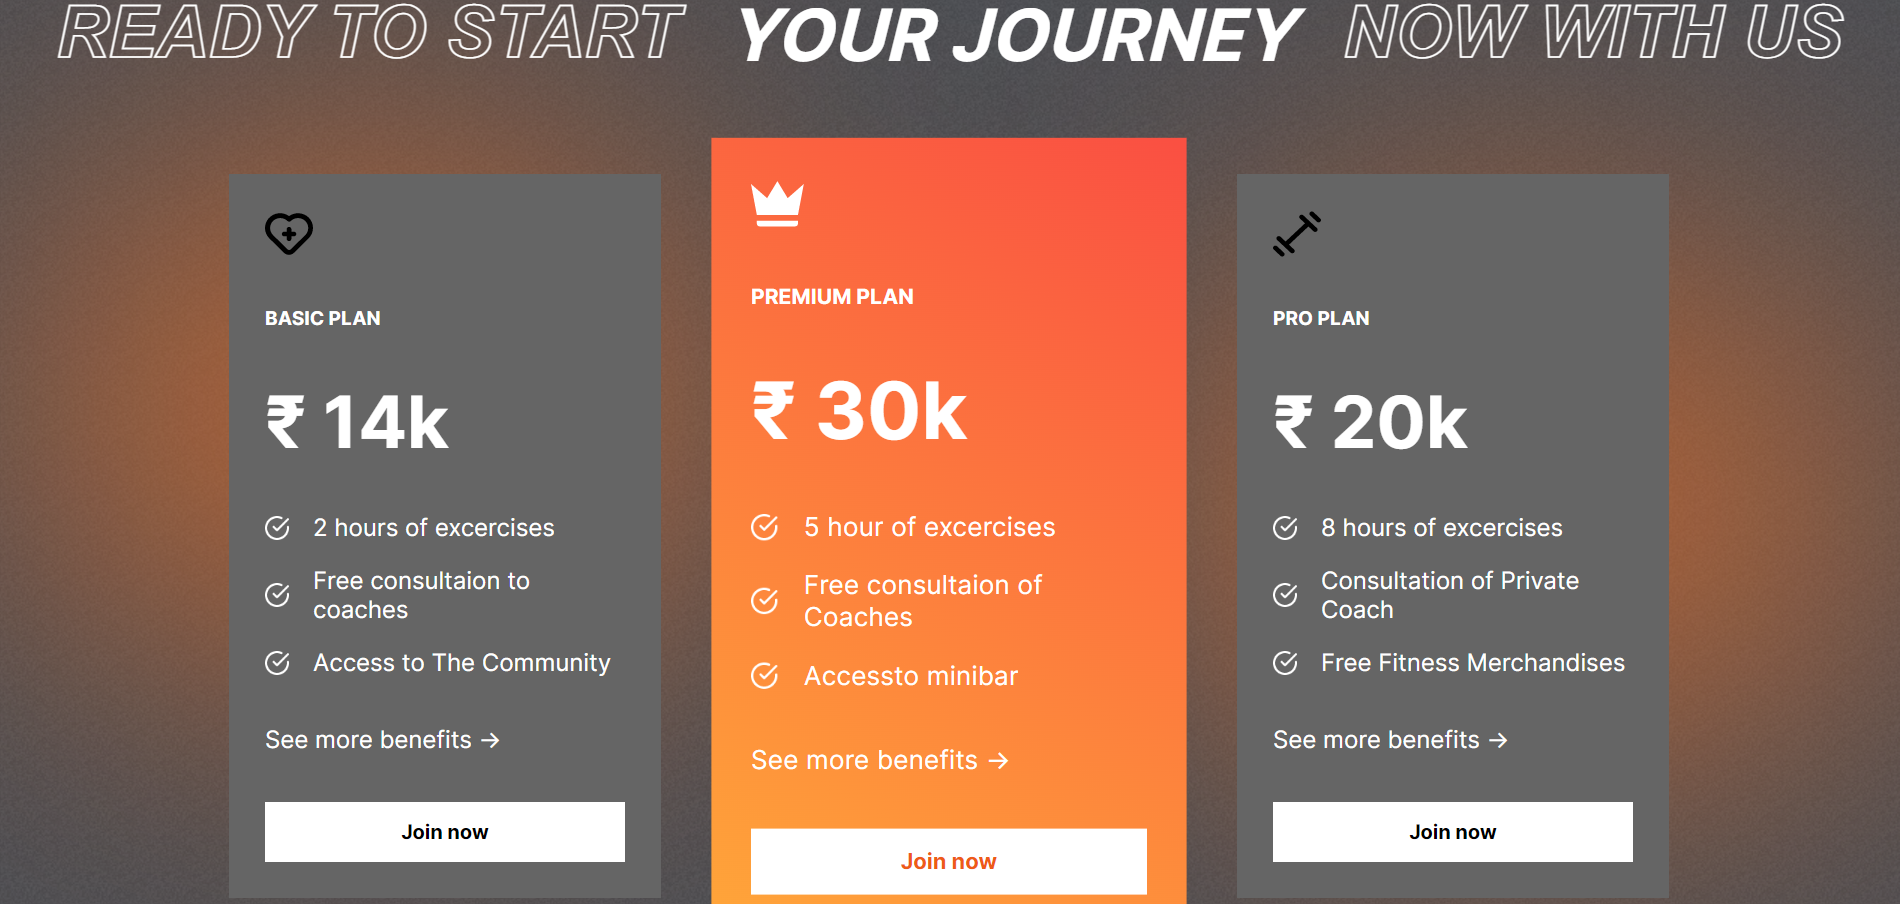 READY TO START YOUR JOURNEY NOW WITH US
BASIC PLAN
₹ 14k
2 hours of excercises
Free consultaion to
coaches
Access to The Community
See more benefits →
Join now
PREMIUM PLAN
₹ 30k
5 hour of excercises
Free consultaion of
Coaches
Accessto minibar
See more benefits →
Join now
PRO PLAN
₹ 20k
8 hours of excercises
Consultation of Private
Coach
Free Fitness Merchandises
See more benefits →
Join now